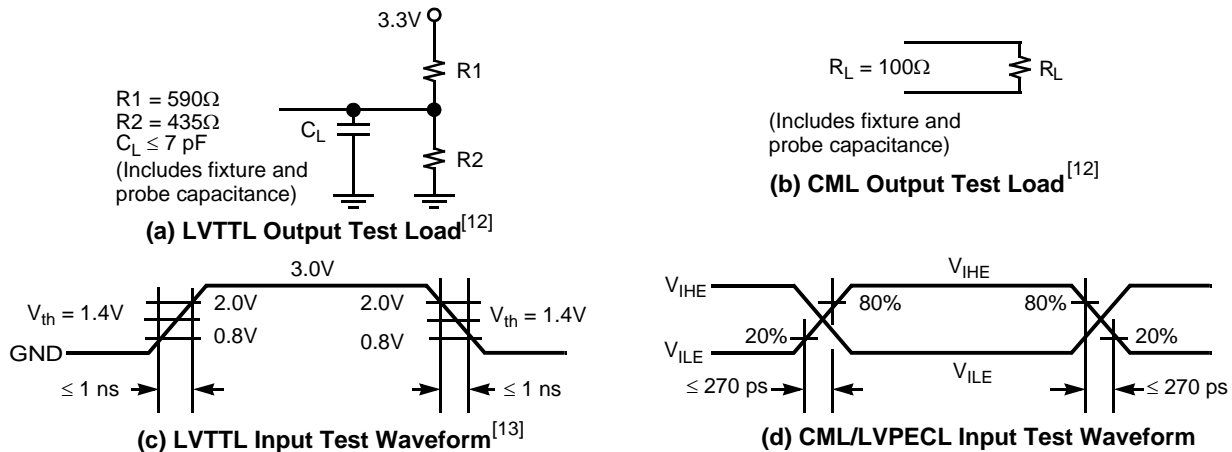 3.3V
R1
R1 = 590Ω
R2 = 435Ω
C_L ≤ 7 pF
(Includes fixture and
probe capacitance)
C_L
R2
(a) LVTTL Output Test Load[12]
R_L = 100Ω
R_L
(Includes fixture and
probe capacitance)
(b) CML Output Test Load[12]
3.0V
2.0V
2.0V
V_th = 1.4V
V_th = 1.4V
0.8V
0.8V
GND
≤ 1 ns
≤ 1 ns
(c) LVTTL Input Test Waveform[13]
V_IHE
V_IHE
80%
80%
20%
20%
V_ILE
V_ILE
≤ 270 ps
≤ 270 ps
(d) CML/LVPECL Input Test Waveform